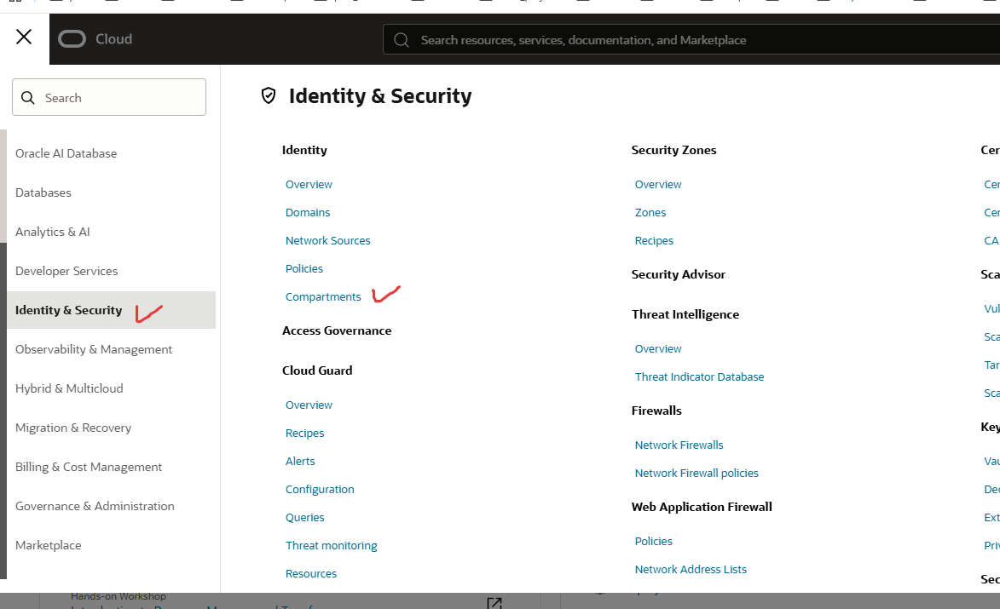 Cloud
Search resources, services, documentation, and Marketplace
Search
Oracle AI Database
Databases
Analytics & AI
Developer Services
Identity & Security
Observability & Management
Hybrid & Multicloud
Migration & Recovery
Billing & Cost Management
Governance & Administration
Marketplace
Identity & Security
Identity
Overview
Domains
Network Sources
Policies
Compartments
Access Governance
Cloud Guard
Overview
Recipes
Alerts
Configuration
Queries
Threat monitoring
Resources
Security Zones
Overview
Zones
Recipes
Security Advisor
Threat Intelligence
Overview
Threat Indicator Database
Firewalls
Network Firewalls
Network Firewall policies
Web Application Firewall
Policies
Network Address Lists
Cer
Cer
Cer
CA
Sca
Vul
Sca
Tar
Sca
Key
Vau
Dec
Ext
Priv
Sec
Hands-on Workshop